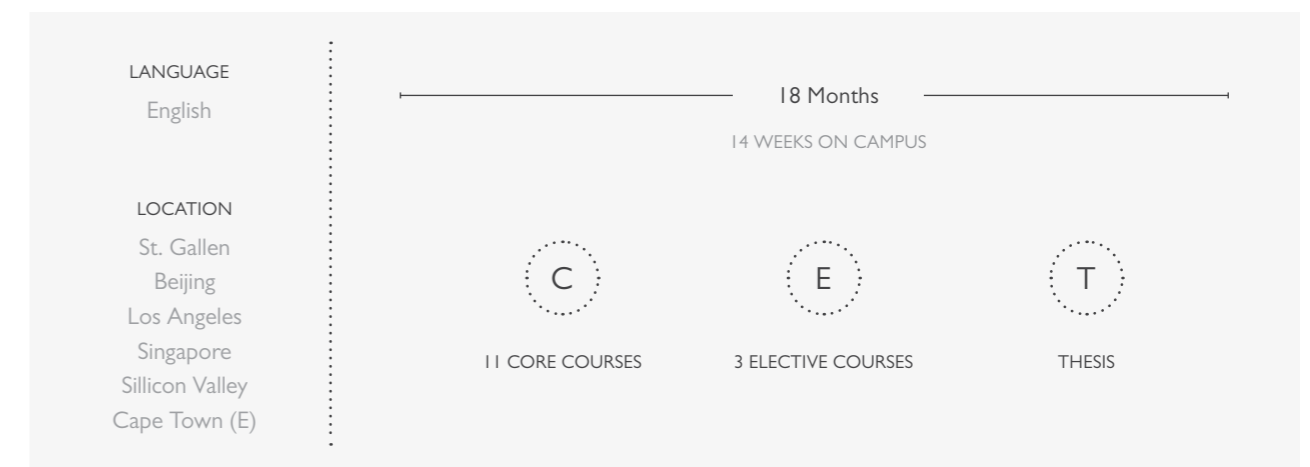 LANGUAGE
English
LOCATION
St. Gallen
Beijing
Los Angeles
Singapore
Sillicon Valley
Cape Town (E)
18 Months
14 WEEKS ON CAMPUS
C
E
T
11 CORE COURSES
3 ELECTIVE COURSES
THESIS